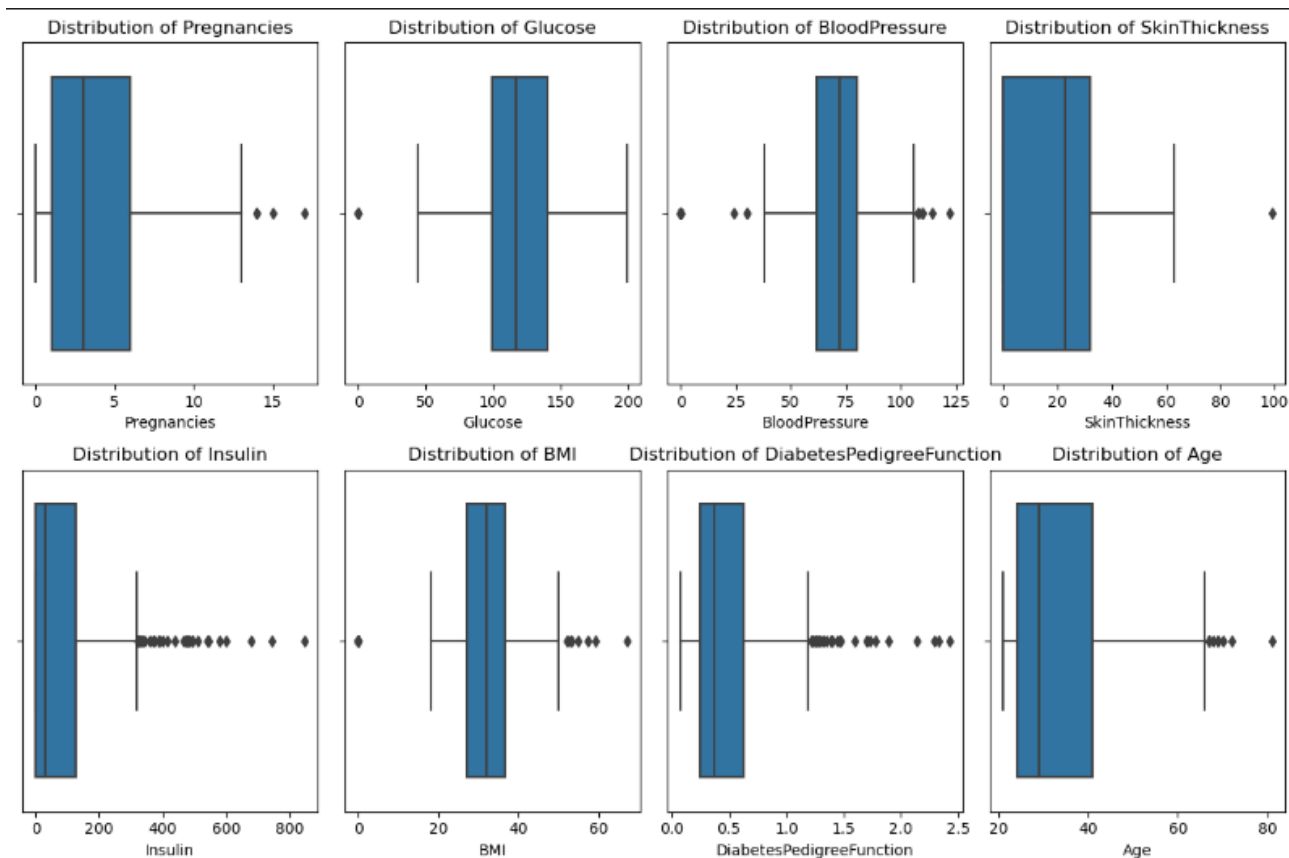 Distribution of Pregnancies
Distribution of Glucose
Distribution of BloodPressure
Distribution of SkinThickness
0 5 10 15
0 50 100 150 200
0 25 50 75 100 125
0 20 40 60 80 100
Pregnancies
Glucose
BloodPressure
SkinThickness
Distribution of Insulin
Distribution of BMI
Distribution of DiabetesPedigreeFunction
Distribution of Age
0 200 400 600 800
0 20 40 60
0.0 0.5 1.0 1.5 2.0 2.5
20 40 60 80
Insulin
BMI
DiabetesPedigreeFunction
Age